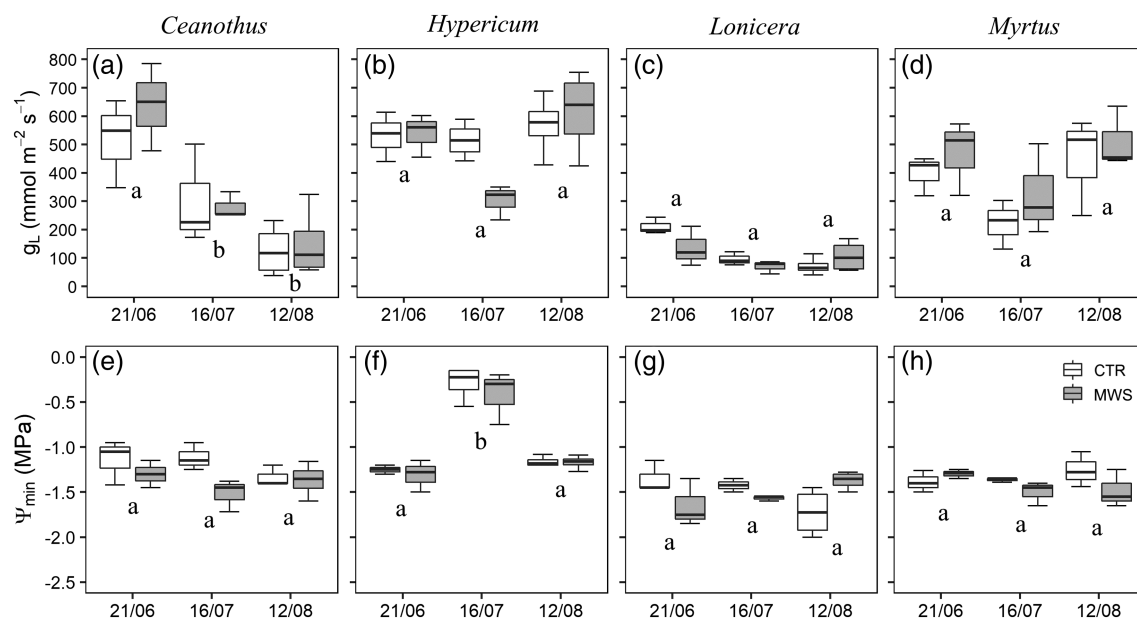 Ceanothus Hypericum Lonicera Myrtus
(a) (b) (c) (d)
800
700
600
500
400
300
200
100
0
g_L (mmol m⁻² s⁻¹)
a b b
a a a
a a a
a a a
21/06 16/07 12/08 21/06 16/07 12/08 21/06 16/07 12/08 21/06 16/07 12/08
(e) (f) (g) (h)
0.0
-0.5
-1.0
-1.5
-2.0
-2.5
Ψ_min (MPa)
CTR
MWS
a a a
a b a
a a a
a a a
21/06 16/07 12/08 21/06 16/07 12/08 21/06 16/07 12/08 21/06 16/07 12/08